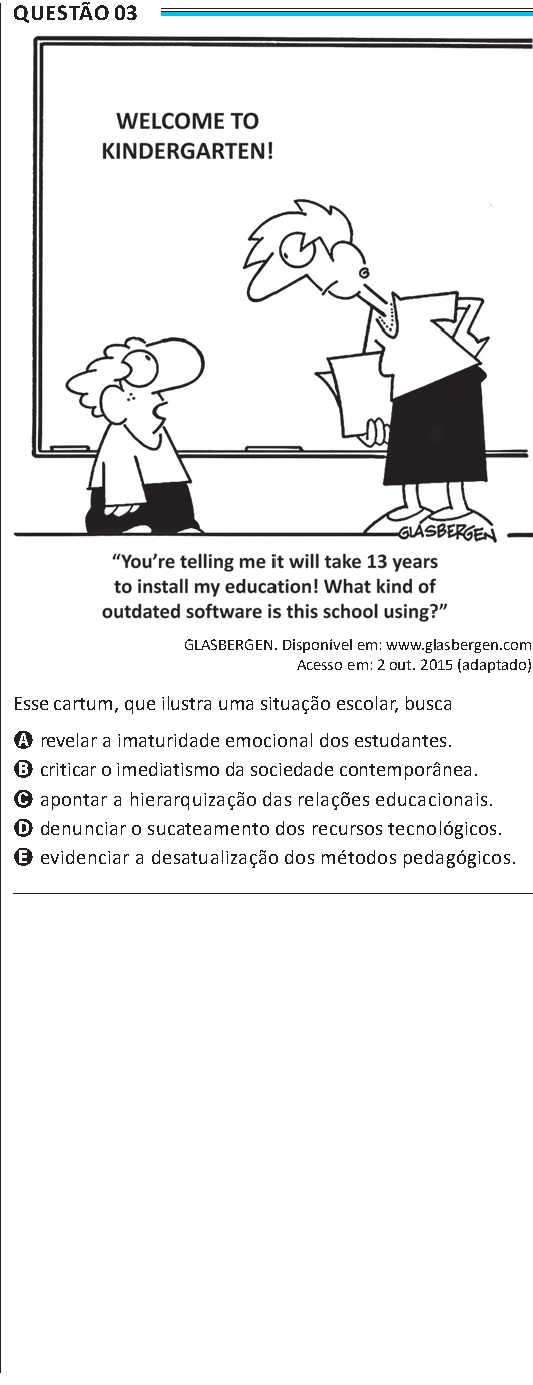 QUESTÃO 03
WELCOME TO
KINDERGARTEN!
GLASBERGEN
“You’re telling me it will take 13 years
to install my education! What kind of
outdated software is this school using?”
GLASBERGEN. Disponível em: www.glasbergen.com
Acesso em: 2 out. 2015 (adaptado)
Esse cartum, que ilustra uma situação escolar, busca
A revelar a imaturidade emocional dos estudantes.
B criticar o imediatismo da sociedade contemporânea.
C apontar a hierarquização das relações educacionais.
D denunciar o sucateamento dos recursos tecnológicos.
E evidenciar a desatualização dos métodos pedagógicos.